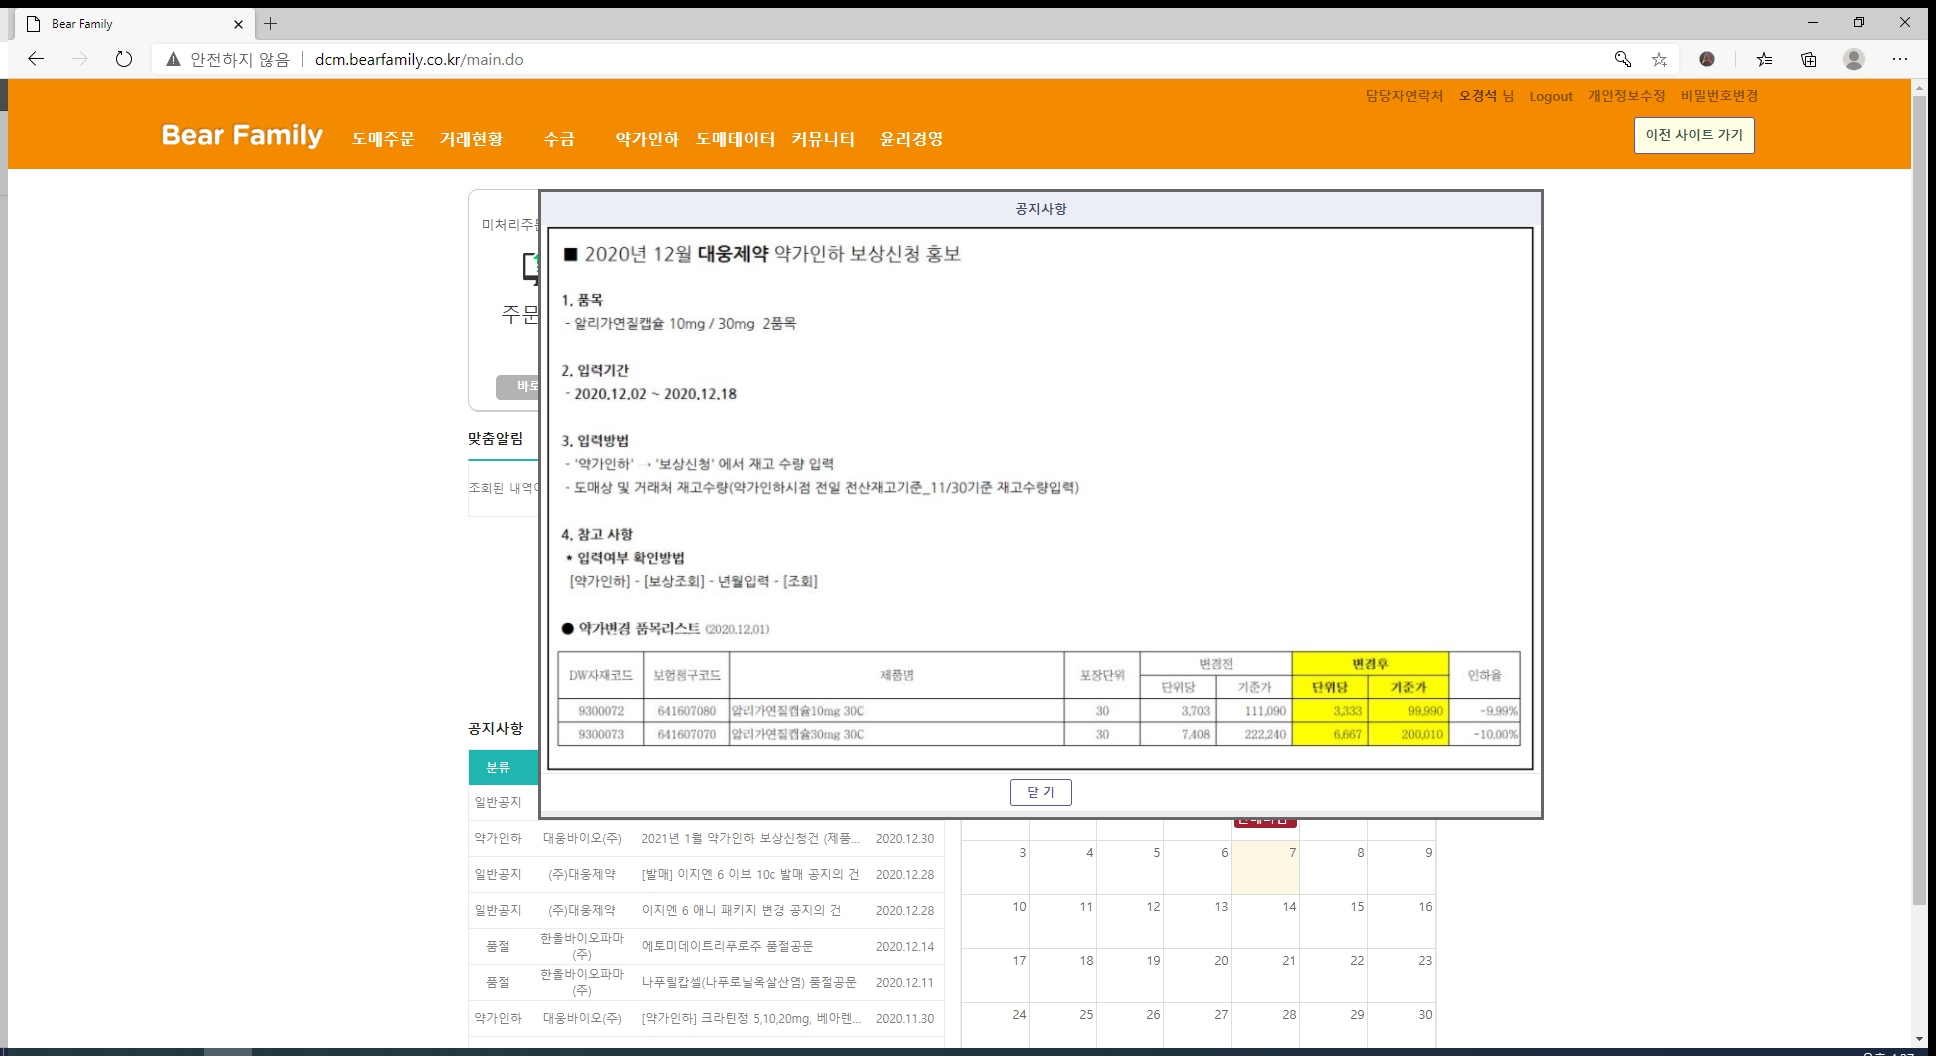 Bear Family
안전하지 않음 dcm.bearfamily.co.kr/main.do
담당자연락처 오경석 님 Logout 개인정보수정 비밀번호변경
Bear Family 도매주문 거래현황 수금 약가인하 도매데이터 커뮤니티 윤리경영
이전 사이트 가기
미처리주문
주문
바로
맞춤알림
조회된 내역이
공지사항
■ 2020년 12월 대웅제약 약가인하 보상신청 홍보
1. 품목
- 알리가연질캡슐 10mg / 30mg 2품목
2. 입력기간
- 2020.12.02 ~ 2020.12.18
3. 입력방법
- '약가인하' → '보상신청' 에서 재고 수량 입력
- 도매상 및 거래처 재고수량(약가인하시점 전일 전산재고기준_11/30기준 재고수량입력)
4. 참고 사항
* 입력여부 확인방법
[약가인하] - [보상조회] - 년월입력 - [조회]
● 약가변경 품목리스트 (2020.12.01)
DW자재코드 보험청구코드 제품명 포장단위 변경전 변경후 인하율
단위당 기준가 단위당 기준가
9300072 641607080 알리가연질캡슐10mg 30C 30 3,703 111,090 3,333 99,990 -9.99%
9300073 641607070 알리가연질캡슐30mg 30C 30 7,408 222,240 6,667 200,010 -10.00%
닫 기
공지사항
분류
일반공지
약가인하 대웅바이오(주) 2021년 1월 약가인하 보상신청건 (제품... 2020.12.30
일반공지 (주)대웅제약 [발매] 이지엔 6 이브 10c 발매 공지의 건 2020.12.28
일반공지 (주)대웅제약 이지엔 6 애니 패키지 변경 공지의 건 2020.12.28
품절 한올바이오파마(주) 에토미데이트리푸로주 품절공문 2020.12.14
품절 한올바이오파마(주) 나푸릴캅셀(나푸로닐옥살산염) 품절공문 2020.12.11
약가인하 대웅바이오(주) [약가인하] 크라틴정 5,10,20mg, 베아렌... 2020.11.30
3 4 5 6 7 8 9
10 11 12 13 14 15 16
17 18 19 20 21 22 23
24 25 26 27 28 29 30